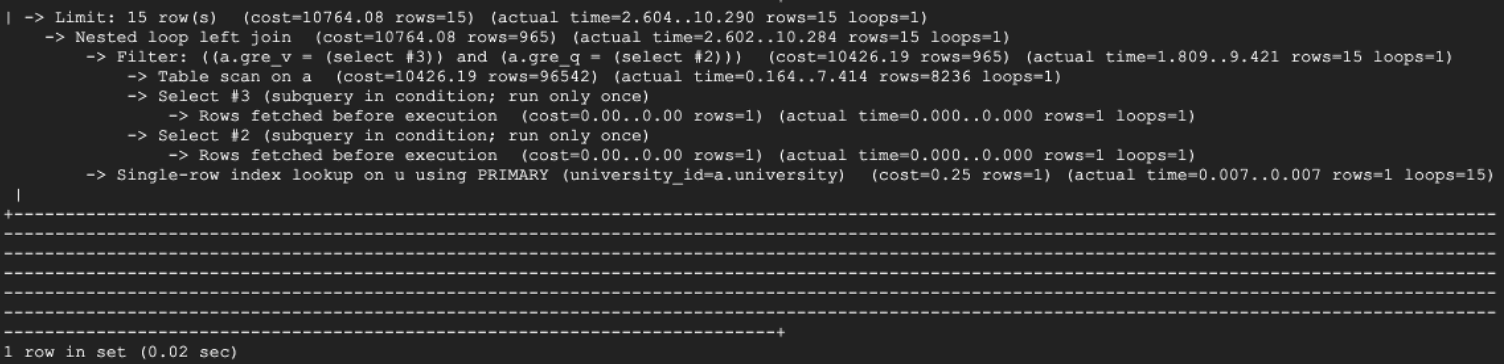 | -> Limit: 15 row(s)  (cost=10764.08 rows=15) (actual time=2.604..10.290 rows=15 loops=1)
    -> Nested loop left join  (cost=10764.08 rows=965) (actual time=2.602..10.284 rows=15 loops=1)
        -> Filter: ((a.gre_v = (select #3)) and (a.gre_q = (select #2)))  (cost=10426.19 rows=965) (actual time=1.809..9.421 rows=15 loops=1)
            -> Table scan on a  (cost=10426.19 rows=96542) (actual time=0.164..7.414 rows=8236 loops=1)
            -> Select #3 (subquery in condition; run only once)
                -> Rows fetched before execution  (cost=0.00..0.00 rows=1) (actual time=0.000..0.000 rows=1 loops=1)
            -> Select #2 (subquery in condition; run only once)
                -> Rows fetched before execution  (cost=0.00..0.00 rows=1) (actual time=0.000..0.000 rows=1 loops=1)
        -> Single-row index lookup on u using PRIMARY (university_id=a.university)  (cost=0.25 rows=1) (actual time=0.007..0.007 rows=1 loops=15)
 |
1 row in set (0.02 sec)